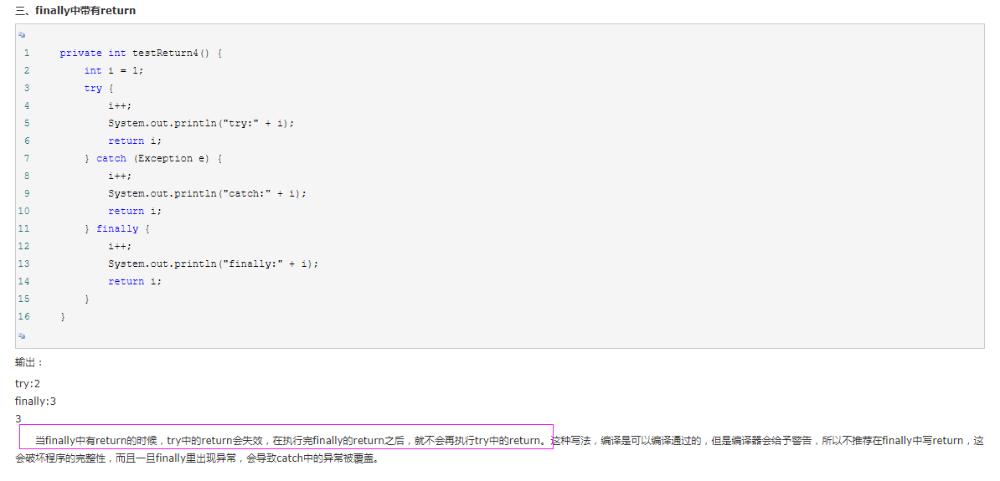 三、finally中带有return
1 private int testReturn4() {
2 int i = 1;
3 try {
4 i++;
5 System.out.println("try:" + i);
6 return i;
7 } catch (Exception e) {
8 i++;
9 System.out.println("catch:" + i);
10 return i;
11 } finally {
12 i++;
13 System.out.println("finally:" + i);
14 return i;
15 }
16 }
输出：
try:2
finally:3
3
当finally中有return的时候，try中的return会失效，在执行完finally的return之后，就不会再执行try中的return。这种写法，编译是可以编译通过的，但是编译器会给予警告，所以不推荐在finally中写return，这
会破坏程序的完整性，而且一旦finally里出现异常，会导致catch中的异常被覆盖。